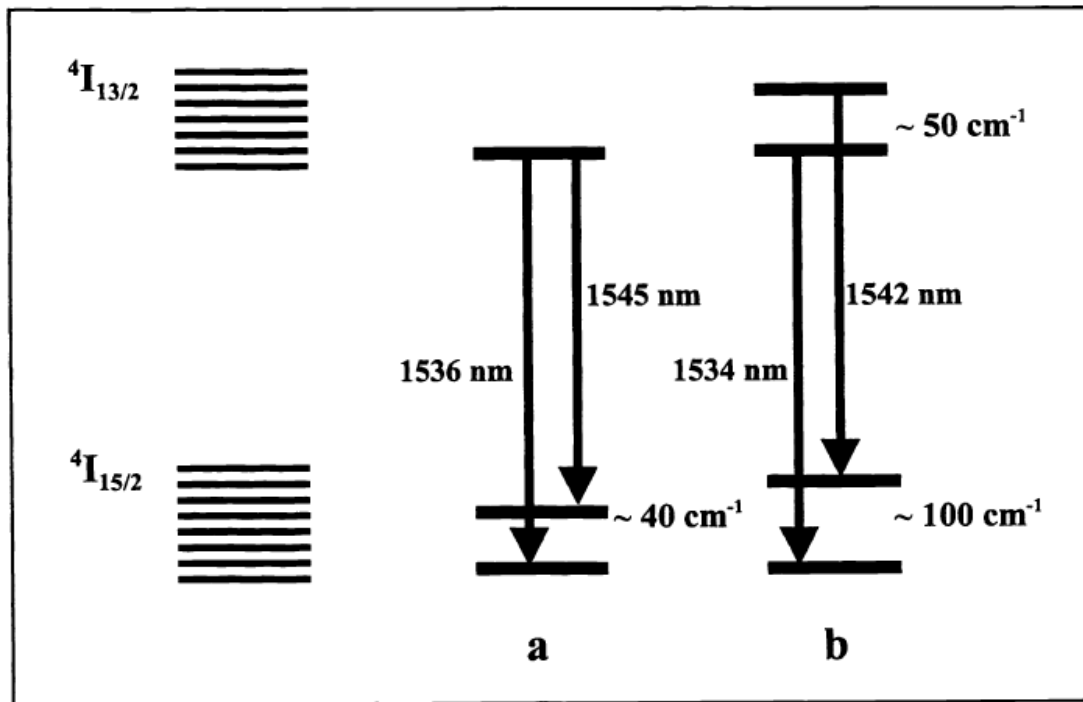 ⁴I₁₃/₂
~ 50 cm⁻¹
1545 nm
1542 nm
1536 nm
1534 nm
⁴I₁₅/₂
~ 40 cm⁻¹
~ 100 cm⁻¹
a
b